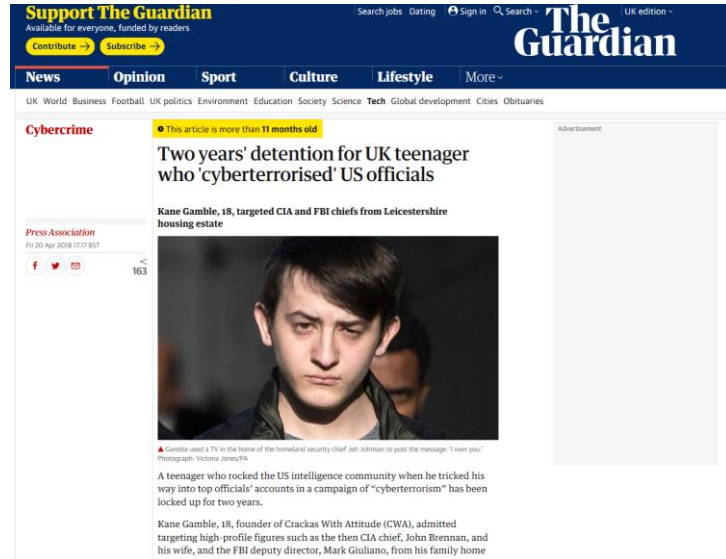 Support The Guardian
Available for everyone, funded by readers
Contribute → Subscribe →
Search jobs Dating Sign in Search UK edition
The Guardian
News Opinion Sport Culture Lifestyle More
UK World Business Football UK politics Environment Education Society Science Tech Global development Cities Obituaries
Cybercrime
This article is more than 11 months old
Advertisement
Two years' detention for UK teenager
who 'cyberterrorised' US officials
Kane Gamble, 18, targeted CIA and FBI chiefs from Leicestershire
housing estate
Press Association
Fri 20 Apr 2018 17.17 BST
163
Gamble used a TV in the home of the homeland security chief Jeh Johnson to post the message: 'I own you.'
Photograph: Victoria Jones/PA
A teenager who rocked the US intelligence community when he tricked his
way into top officials' accounts in a campaign of “cyberterrorism” has been
locked up for two years.
Kane Gamble, 18, founder of Crackas With Attitude (CWA), admitted
targeting high-profile figures such as the then CIA chief, John Brennan, and
his wife, and the FBI deputy director, Mark Giuliano, from his family home